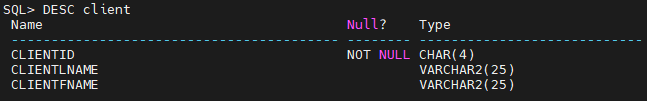 SQL> DESC client
Name Null? Type
----------------------------------------- -------- ----------------------------
CLIENTID NOT NULL CHAR(4)
CLIENTLNAME VARCHAR2(25)
CLIENTFNAME VARCHAR2(25)